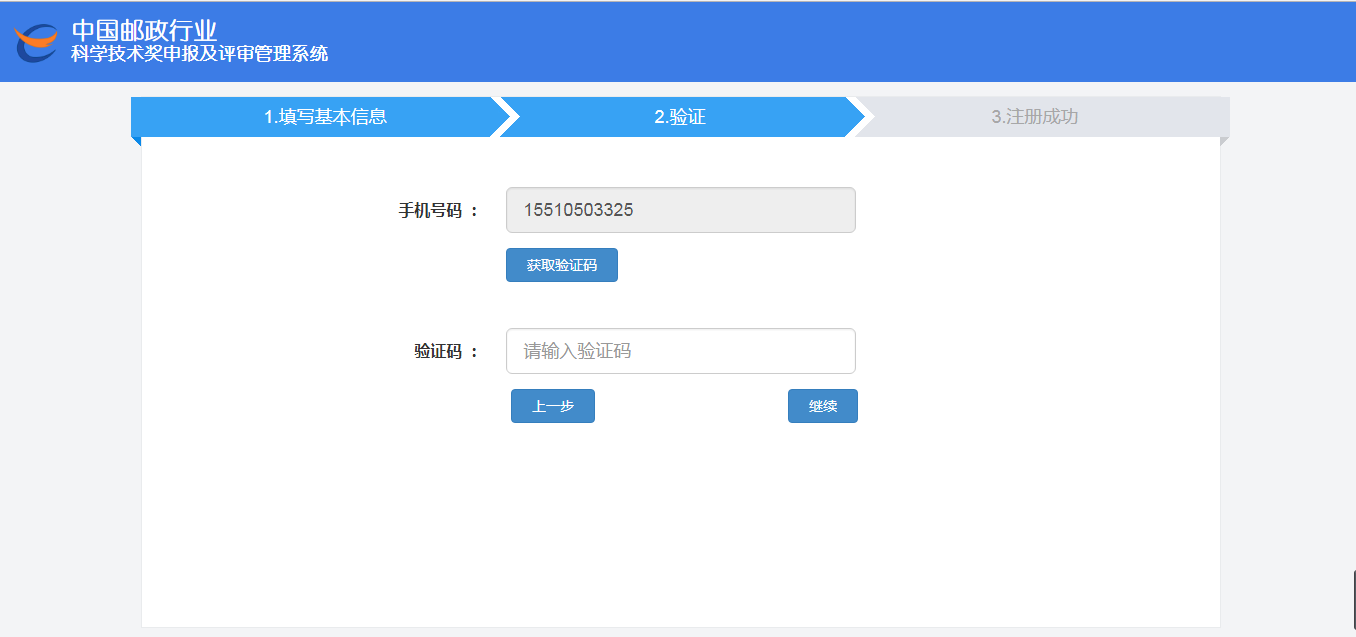 中国邮政行业
科学技术奖申报及评审管理系统
1.填写基本信息
2.验证
3.注册成功
手机号码 ：
15510503325
获取验证码
验证码 ：
请输入验证码
上一步
继续